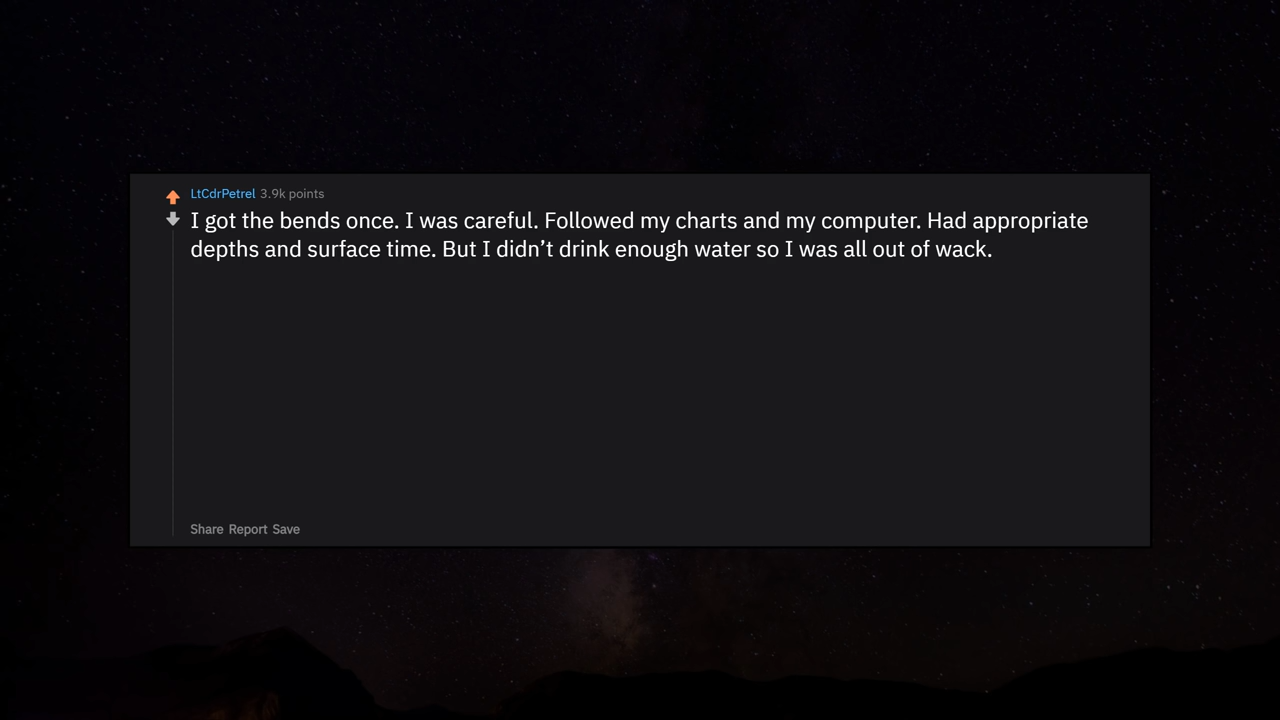 LtCdrPetrel 3.9k points
I got the bends once. I was careful. Followed my charts and my computer. Had appropriate
depths and surface time. But I didn’t drink enough water so I was all out of wack.
Share Report Save